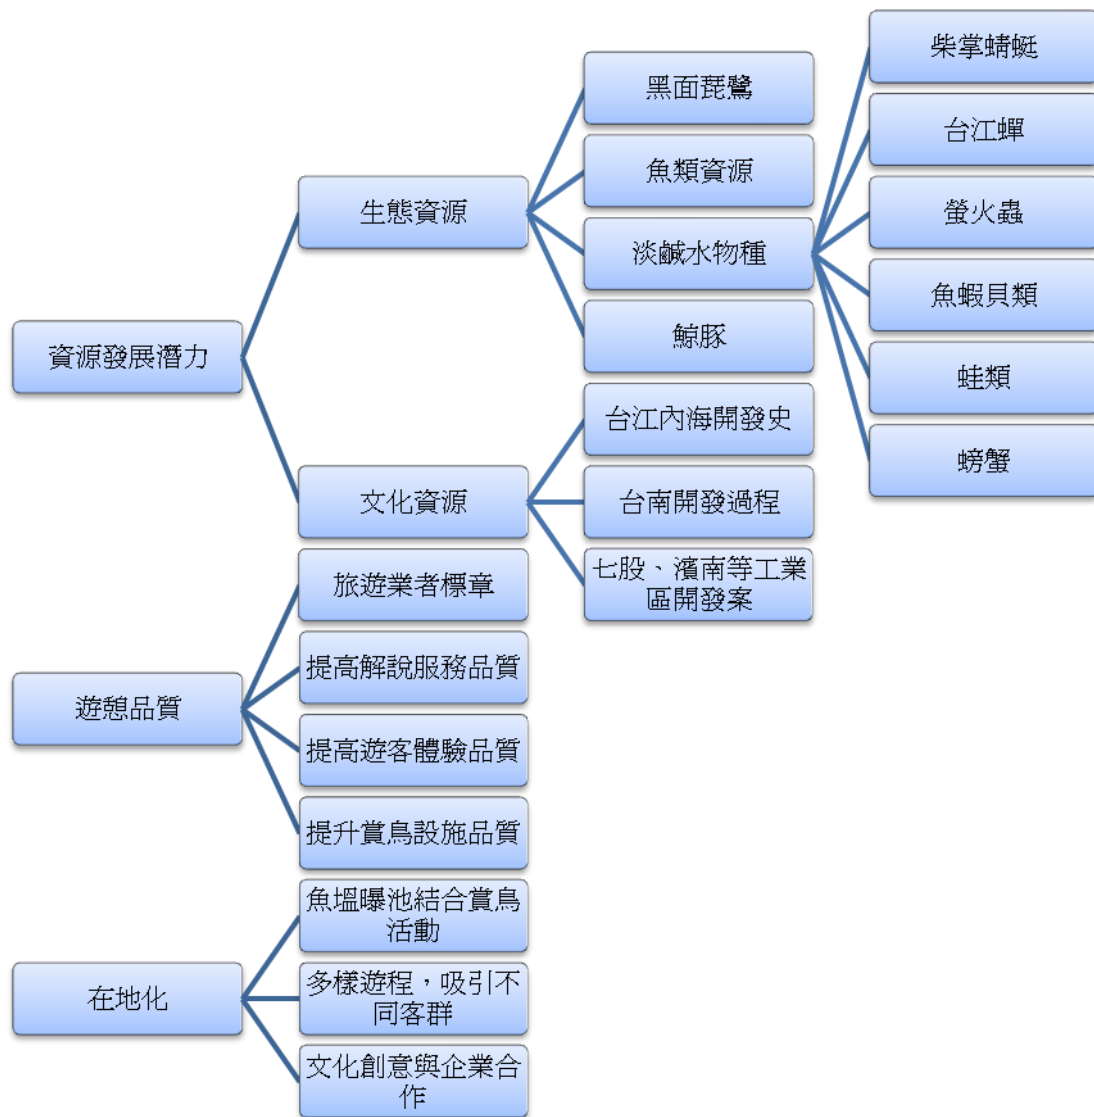 資源發展潛力
生態資源
黑面琵鷺
魚類資源
淡鹹水物種
柴掌蜻蜓
台江蟬
螢火蟲
魚蝦貝類
蛙類
螃蟹
鯨豚
文化資源
台江內海開發史
台南開發過程
七股、濱南等工業
區開發案
遊憩品質
旅遊業者標章
提高解說服務品質
提高遊客體驗品質
提升賞鳥設施品質
在地化
魚塭曝池結合賞鳥
活動
多樣遊程，吸引不
同客群
文化創意與企業合
作